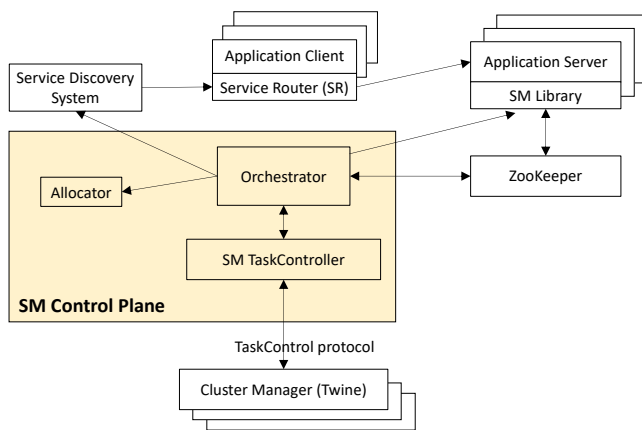 Application Client
Service Router (SR)
Application Server
SM Library
Service Discovery
System
Orchestrator
Allocator
ZooKeeper
SM TaskController
SM Control Plane
TaskControl protocol
Cluster Manager (Twine)